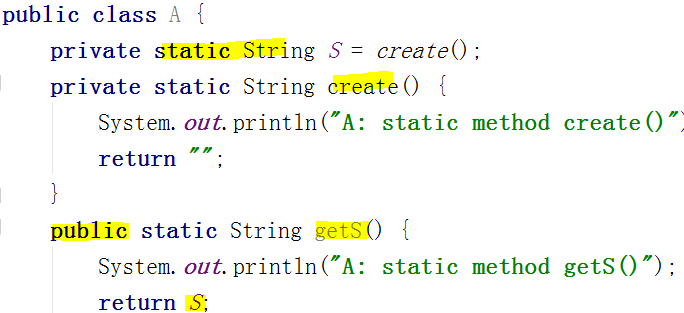 public class A {
private static String S = create();
private static String create() {
System.out.println("A: static method create()")
return "";
}
public static String getS() {
System.out.println("A: static method getS()");
return S;